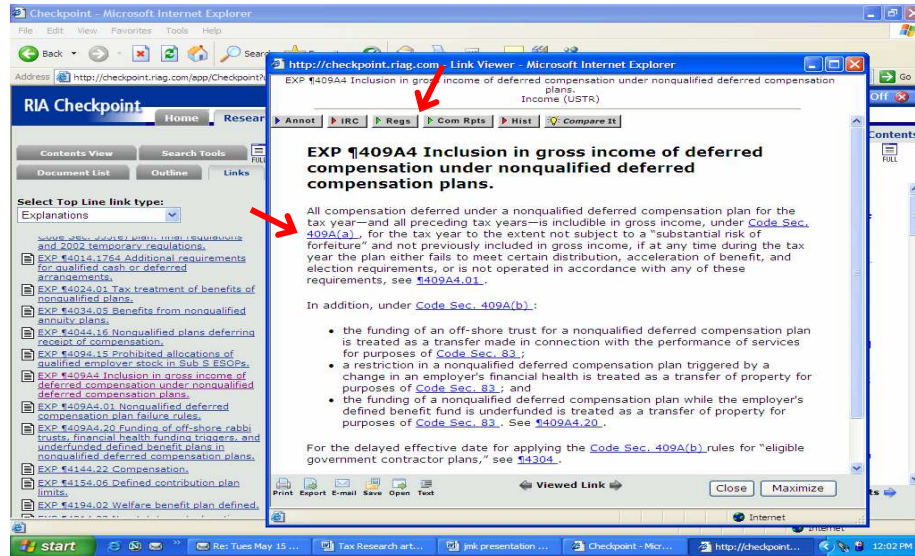 Checkpoint - Microsoft Internet Explorer
File Edit View Favorites Tools Help
Back
Address http://checkpoint.riag.com/app/Checkpoint
Go
RIA Checkpoint
Home
Off
Contents View Search Tools
Document List Outline Links
FULL
Select Top Line link type:
Explanations
and 2002 temporary regulations.
EXP ¶4014.1764 Additional requirements
for qualified cash or deferred
arrangements.
EXP ¶4024.01 Tax treatment of benefits of
nonqualified plans.
EXP ¶4034.05 Benefits from nonqualified
annuity plans.
EXP ¶4044.16 Nonqualified plans deferring
receipt of compensation.
EXP ¶4094.15 Prohibited allocations of
qualified employer stock in Sub S ESOPs.
EXP ¶409A4 Inclusion in gross income of
deferred compensation under nonqualified
deferred compensation plans.
EXP ¶409A4.01 Nonqualified deferred
compensation plan failure rules.
EXP ¶409A4.20 Funding of off-shore rabbi
trusts, financial health funding triggers, and
underfunded defined benefit plans in
nonqualified deferred compensation plans.
EXP ¶4144.22 Compensation.
EXP ¶4154.06 Defined contribution plan
limits.
EXP ¶4194.02 Welfare benefit plan defined.
http://checkpoint.riag.com - Link Viewer - Microsoft Internet Explorer
EXP ¶409A4 Inclusion in gross income of deferred compensation under nonqualified deferred compensation
plans.
Income (USTR)
Annot IRC Regs Com Rpts Hist Compare It
EXP ¶409A4 Inclusion in gross income of deferred
compensation under nonqualified deferred
compensation plans.
All compensation deferred under a nonqualified deferred compensation plan for the
tax year—and all preceding tax years—is includible in gross income, under Code Sec.
409A(a) , for the tax year to the extent not subject to a “substantial risk of
forfeiture” and not previously included in gross income, if at any time during the tax
year the plan either fails to meet certain distribution, acceleration of benefit, and
election requirements, or is not operated in accordance with any of these
requirements, see ¶409A4.01 .
In addition, under Code Sec. 409A(b) :
• the funding of an off-shore trust for a nonqualified deferred compensation plan
is treated as a transfer made in connection with the performance of services
for purposes of Code Sec. 83 ;
• a restriction in a nonqualified deferred compensation plan triggered by a
change in an employer's financial health is treated as a transfer of property for
purposes of Code Sec. 83 ; and
• the funding of a nonqualified deferred compensation plan while the employer's
defined benefit fund is underfunded is treated as a transfer of property for
purposes of Code Sec. 83 . See ¶409A4.20 .
For the delayed effective date for applying the Code Sec. 409A(b) rules for “eligible
government contractor plans,” see ¶4304 .
Print Export E-mail Save Open Text
Viewed Link
Close Maximize
Internet
FULL
start
Re: Tues May 15 ...
Tax Research art...
jmk presentation ...
Checkpoint - Micr...
http://checkpoint...
12:02 PM